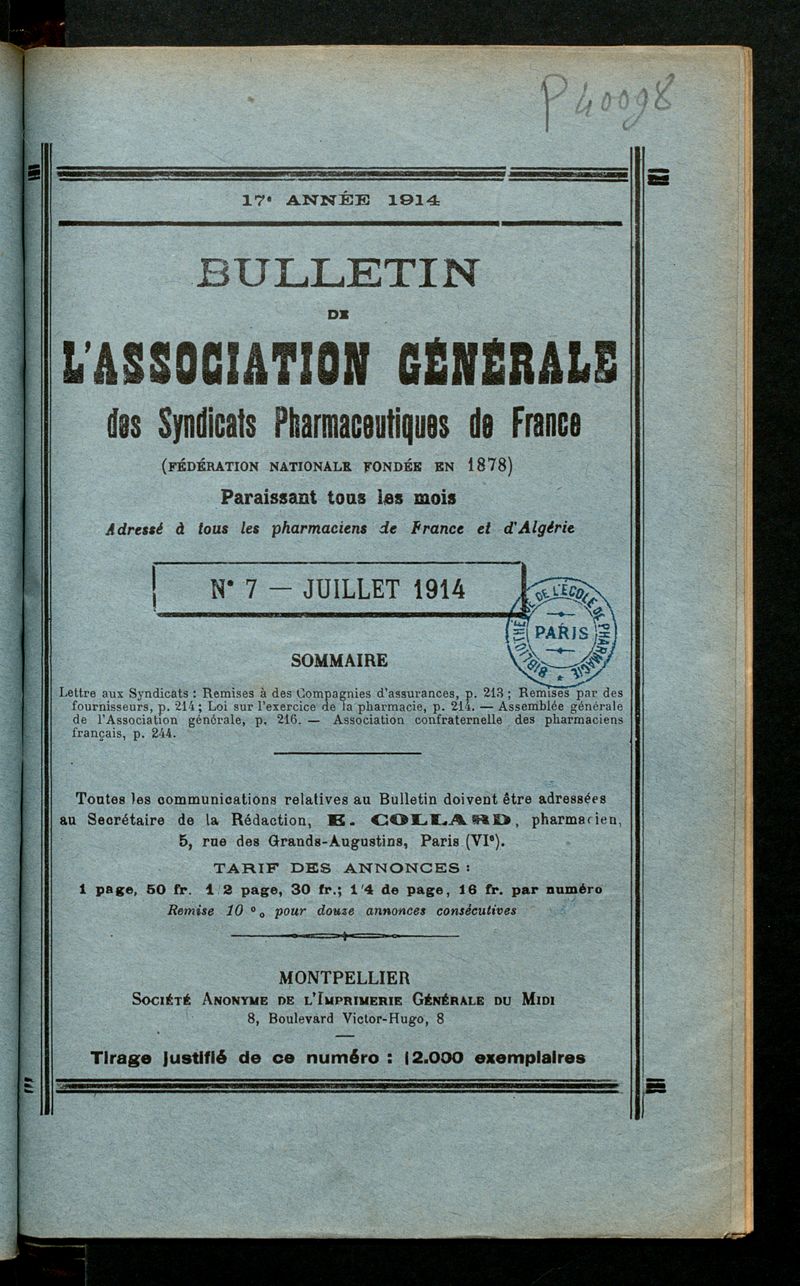 P 40098
17e ANNÉE 1914
BULLETIN
DE
L'ASSOCIATION GÉNÉRALE
des Syndicats Pharmaceutiques de France
(FÉDÉRATION NATIONALE FONDÉE EN 1878)
Paraissant tous les mois
Adressé à tous les pharmaciens de France et d'Algérie
N° 7 — JUILLET 1914
BIBLIOTHÈQUE DE L'ÉCOLE DE PHARMACIE
PARIS
SOMMAIRE
Lettre aux Syndicats : Remises à des Compagnies d'assurances, p. 213 ; Remises par des
fournisseurs, p. 214 ; Loi sur l'exercice de la pharmacie, p. 214. — Assemblée générale
de l'Association générale, p. 216. — Association confraternelle des pharmaciens
français, p. 244.
Toutes les communications relatives au Bulletin doivent être adressées
au Secrétaire de la Rédaction, E. COLLARD, pharmacien,
5, rue des Grands-Augustins, Paris (VIe).
TARIF DES ANNONCES :
1 page, 50 fr. 1/2 page, 30 fr.; 1/4 de page, 16 fr. par numéro
Remise 10 % pour douze annonces consécutives
MONTPELLIER
SOCIÉTÉ ANONYME DE L'IMPRIMERIE GÉNÉRALE DU MIDI
8, Boulevard Victor-Hugo, 8
Tirage justifié de ce numéro : 12.000 exemplaires